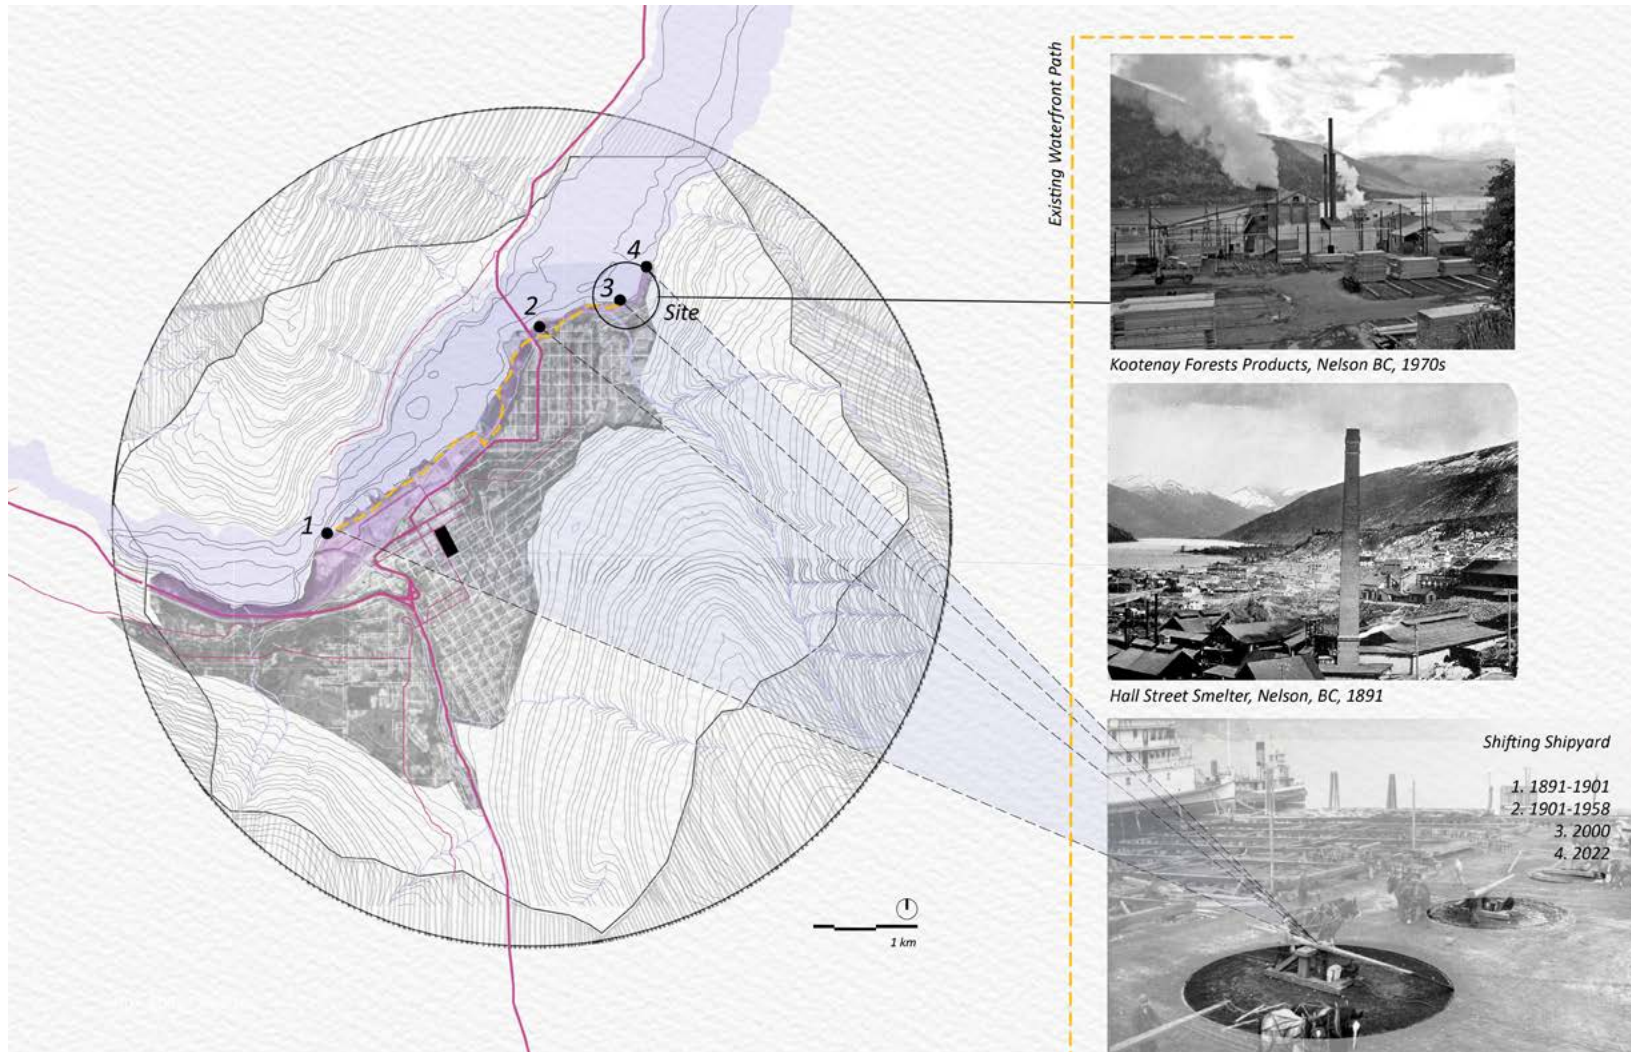 Existing Waterfront Path
4
3
Site
2
1
1 km
Kootenay Forests Products, Nelson BC, 1970s
Hall Street Smelter, Nelson, BC, 1891
Shifting Shipyard
1. 1891-1901
2. 1901-1958
3. 2000
4. 2022